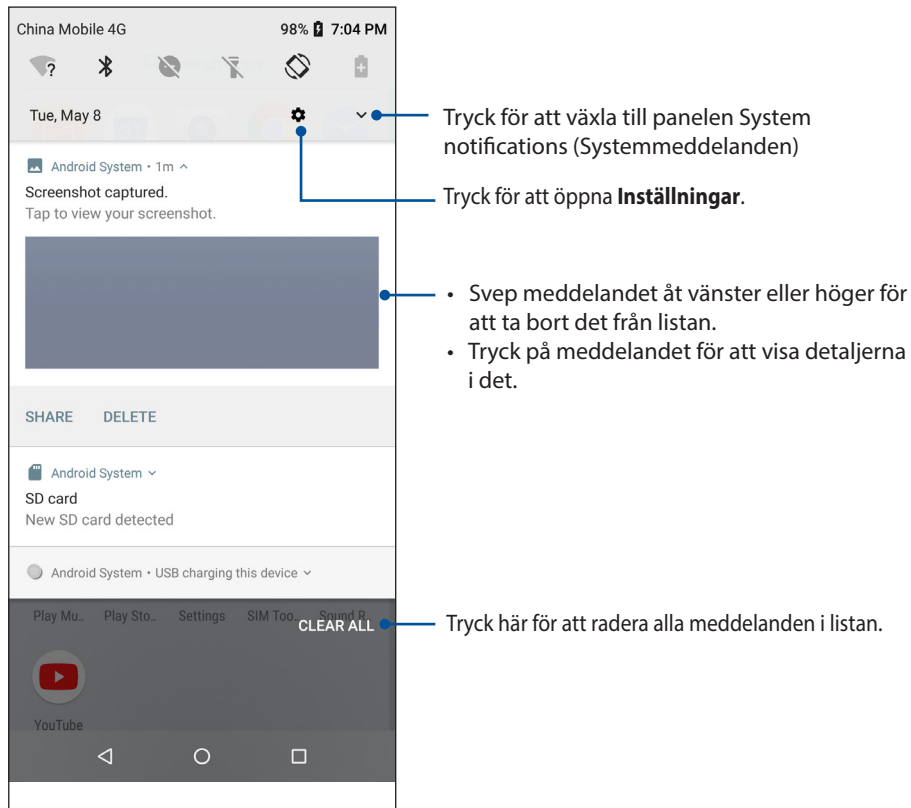 China Mobile 4G 98% 7:04 PM
?
Tue, May 8
Tryck för att växla till panelen System
notifications (Systemmeddelanden)
Android System • 1m
Screenshot captured.
Tap to view your screenshot.
Tryck för att öppna Inställningar.
• Svep meddelandet åt vänster eller höger för
att ta bort det från listan.
• Tryck på meddelandet för att visa detaljerna
i det.
SHARE DELETE
Android System
SD card
New SD card detected
Android System • USB charging this device
Play Mu.. Play Sto.. Settings SIM Too.. Sound R..
CLEAR ALL
Tryck här för att radera alla meddelanden i listan.
YouTube